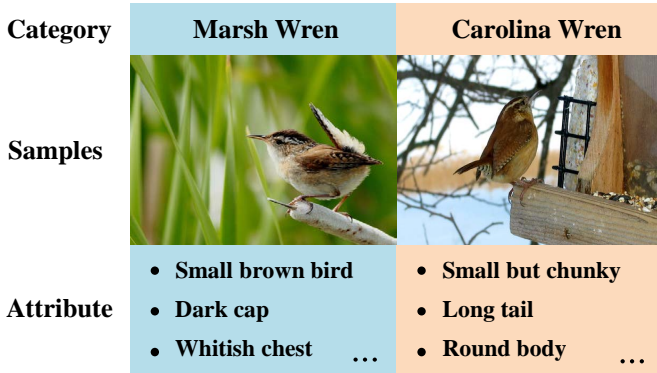 Category Marsh Wren Carolina Wren
Samples
• Small brown bird • Small but chunky
Attribute • Dark cap • Long tail
• Whitish chest ... • Round body ...